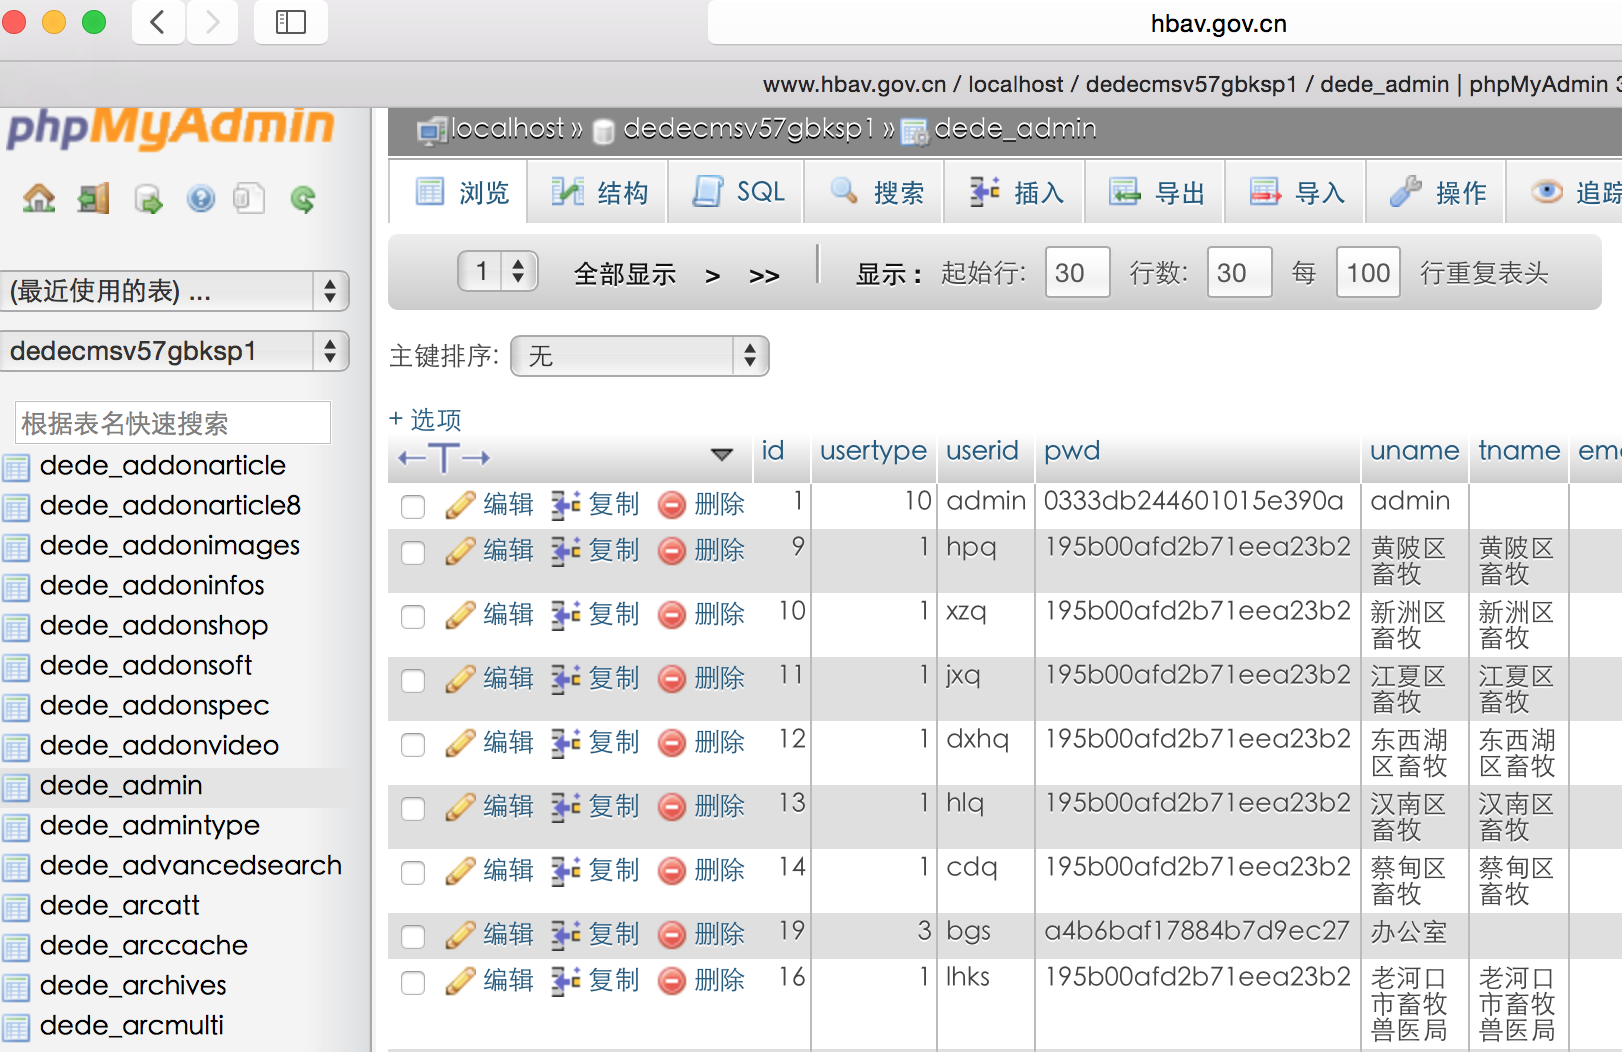 hbav.gov.cn
www.hbav.gov.cn / localhost / dedecmsv57gbksp1 / dede_admin | phpMyAdmin 3
phpMyAdmin
localhost » dedecmsv57gbksp1 » dede_admin
浏览 结构 SQL 搜索 插入 导出 导入 操作 追踪
(最近使用的表) ...
dedecmsv57gbksp1
根据表名快速搜索
dede_addonarticle
dede_addonarticle8
dede_addonimages
dede_addoninfos
dede_addonshop
dede_addonsoft
dede_addonspec
dede_addonvideo
dede_admin
dede_admintype
dede_advancedsearch
dede_arcatt
dede_arccache
dede_archives
dede_arcmulti
1 全部显示 > >> 显示： 起始行: 30 行数: 30 每 100 行重复表头
主键排序: 无
+ 选项
←T→ id usertype userid pwd uname tname ema
编辑 复制 删除 1 10 admin 0333db244601015e390a admin
编辑 复制 删除 9 1 hpq 195b00afd2b71eea23b2 黄陂区 黄陂区
畜牧 畜牧
编辑 复制 删除 10 1 xzq 195b00afd2b71eea23b2 新洲区 新洲区
畜牧 畜牧
编辑 复制 删除 11 1 jxq 195b00afd2b71eea23b2 江夏区 江夏区
畜牧 畜牧
编辑 复制 删除 12 1 dxhq 195b00afd2b71eea23b2 东西湖 东西湖
区畜牧 区畜牧
编辑 复制 删除 13 1 hlq 195b00afd2b71eea23b2 汉南区 汉南区
畜牧 畜牧
编辑 复制 删除 14 1 cdq 195b00afd2b71eea23b2 蔡甸区 蔡甸区
畜牧 畜牧
编辑 复制 删除 19 3 bgs a4b6baf17884b7d9ec27 办公室
编辑 复制 删除 16 1 lhks 195b00afd2b71eea23b2 老河口 老河口
市畜牧 市畜牧
兽医局 兽医局